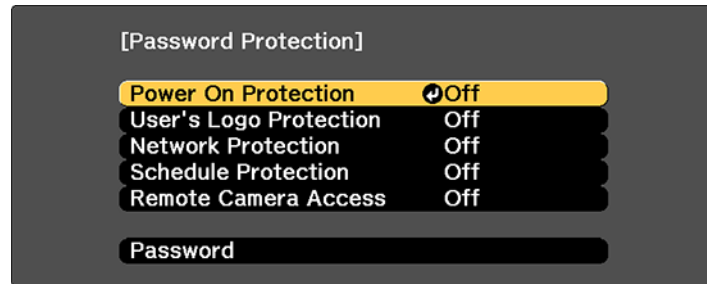 [Password Protection]
Power On Protection Off
User's Logo Protection Off
Network Protection Off
Schedule Protection Off
Remote Camera Access Off
Password